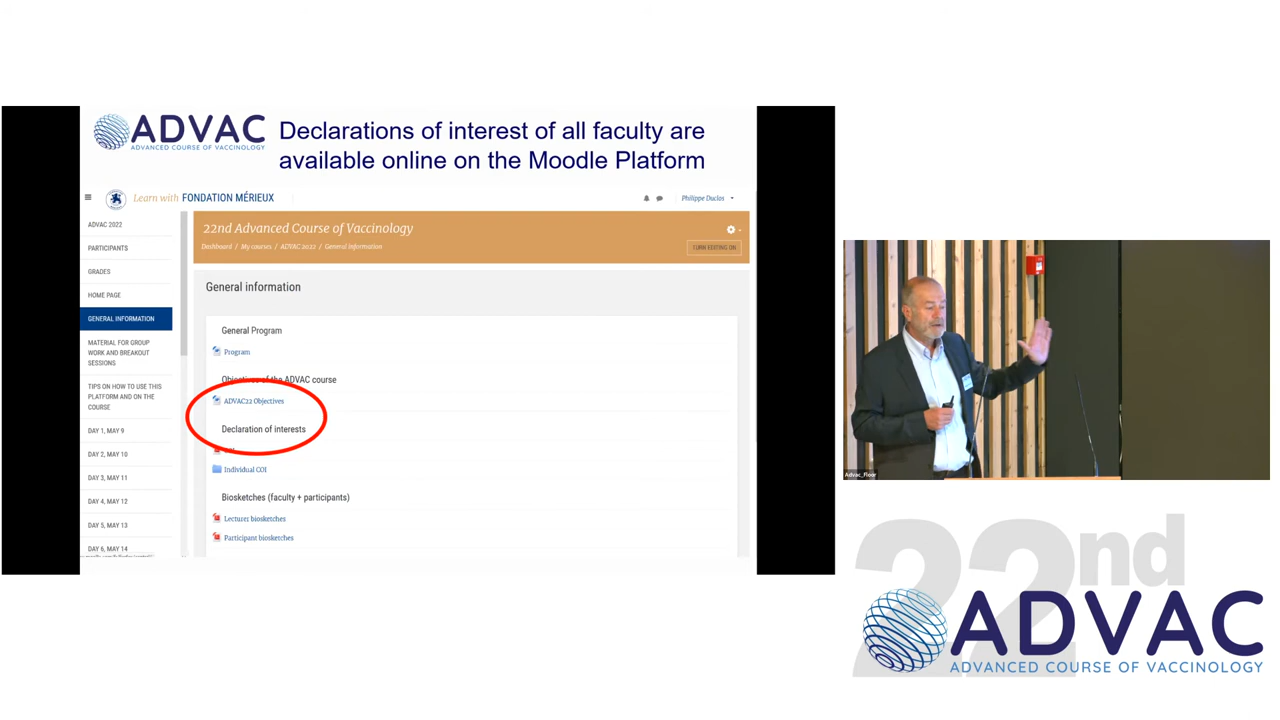 ADVAC
ADVANCED COURSE OF VACCINOLOGY
Declarations of interest of all faculty are
available online on the Moodle Platform
Learn with FONDATION MÉRIEUX
Philippe Duclos
ADVAC 2022
PARTICIPANTS
GRADES
HOME PAGE
GENERAL INFORMATION
MATERIAL FOR GROUP
WORK AND BREAKOUT
SESSIONS
TIPS ON HOW TO USE THIS
PLATFORM AND ON THE
COURSE
DAY 1, MAY 9
DAY 2, MAY 10
DAY 3, MAY 11
DAY 4, MAY 12
DAY 5, MAY 13
DAY 6, MAY 14
22nd Advanced Course of Vaccinology
Dashboard / My courses / ADVAC 2022 / General information
TURN EDITING ON
General information
General Program
Program
Objectives of the ADVAC course
ADVAC22 Objectives
Declaration of interests
Individual COI
Biosketches (faculty + participants)
Lecturer biosketches
Participant biosketches
Advac_Floor
22nd
ADVAC
ADVANCED COURSE OF VACCINOLOGY